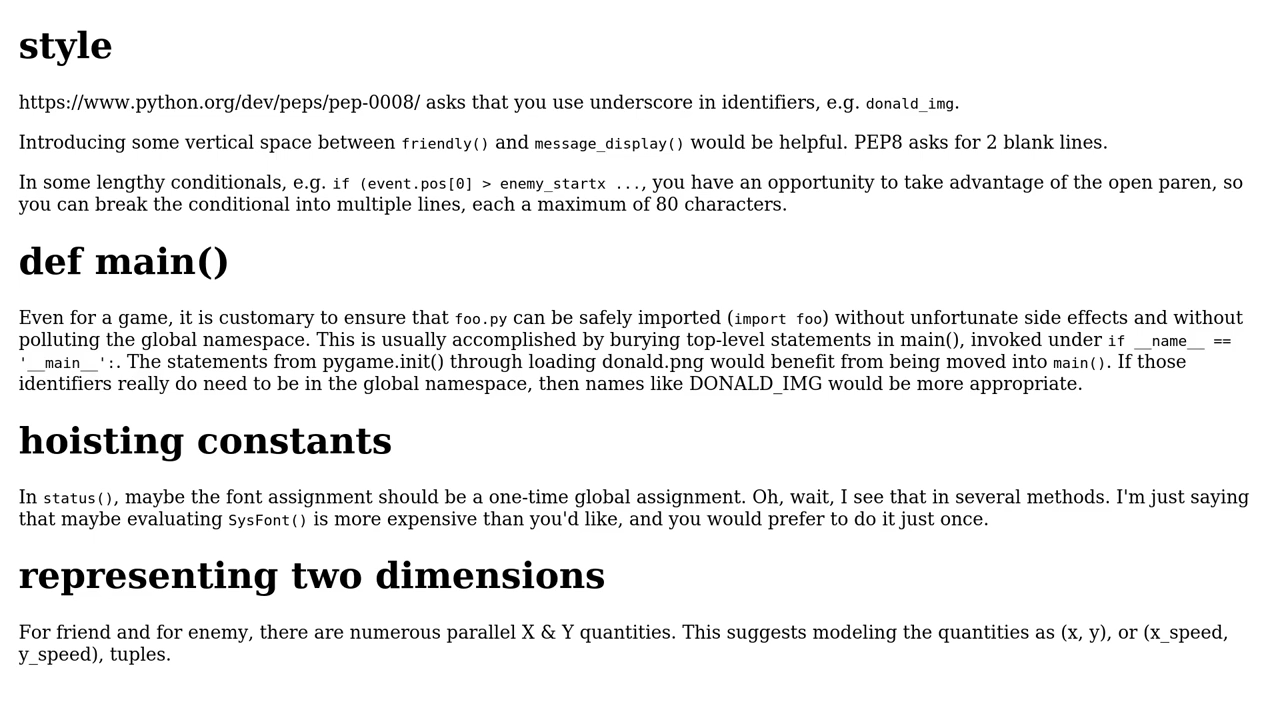 style
https://www.python.org/dev/peps/pep-0008/ asks that you use underscore in identifiers, e.g. donald_img.
Introducing some vertical space between friendly() and message_display() would be helpful. PEP8 asks for 2 blank lines.
In some lengthy conditionals, e.g. if (event.pos[0] > enemy_startx ..., you have an opportunity to take advantage of the open paren, so
you can break the conditional into multiple lines, each a maximum of 80 characters.
def main()
Even for a game, it is customary to ensure that foo.py can be safely imported (import foo) without unfortunate side effects and without
polluting the global namespace. This is usually accomplished by burying top-level statements in main(), invoked under if __name__ ==
'__main__':. The statements from pygame.init() through loading donald.png would benefit from being moved into main(). If those
identifiers really do need to be in the global namespace, then names like DONALD_IMG would be more appropriate.
hoisting constants
In status(), maybe the font assignment should be a one-time global assignment. Oh, wait, I see that in several methods. I'm just saying
that maybe evaluating SysFont() is more expensive than you'd like, and you would prefer to do it just once.
representing two dimensions
For friend and for enemy, there are numerous parallel X & Y quantities. This suggests modeling the quantities as (x, y), or (x_speed,
y_speed), tuples.